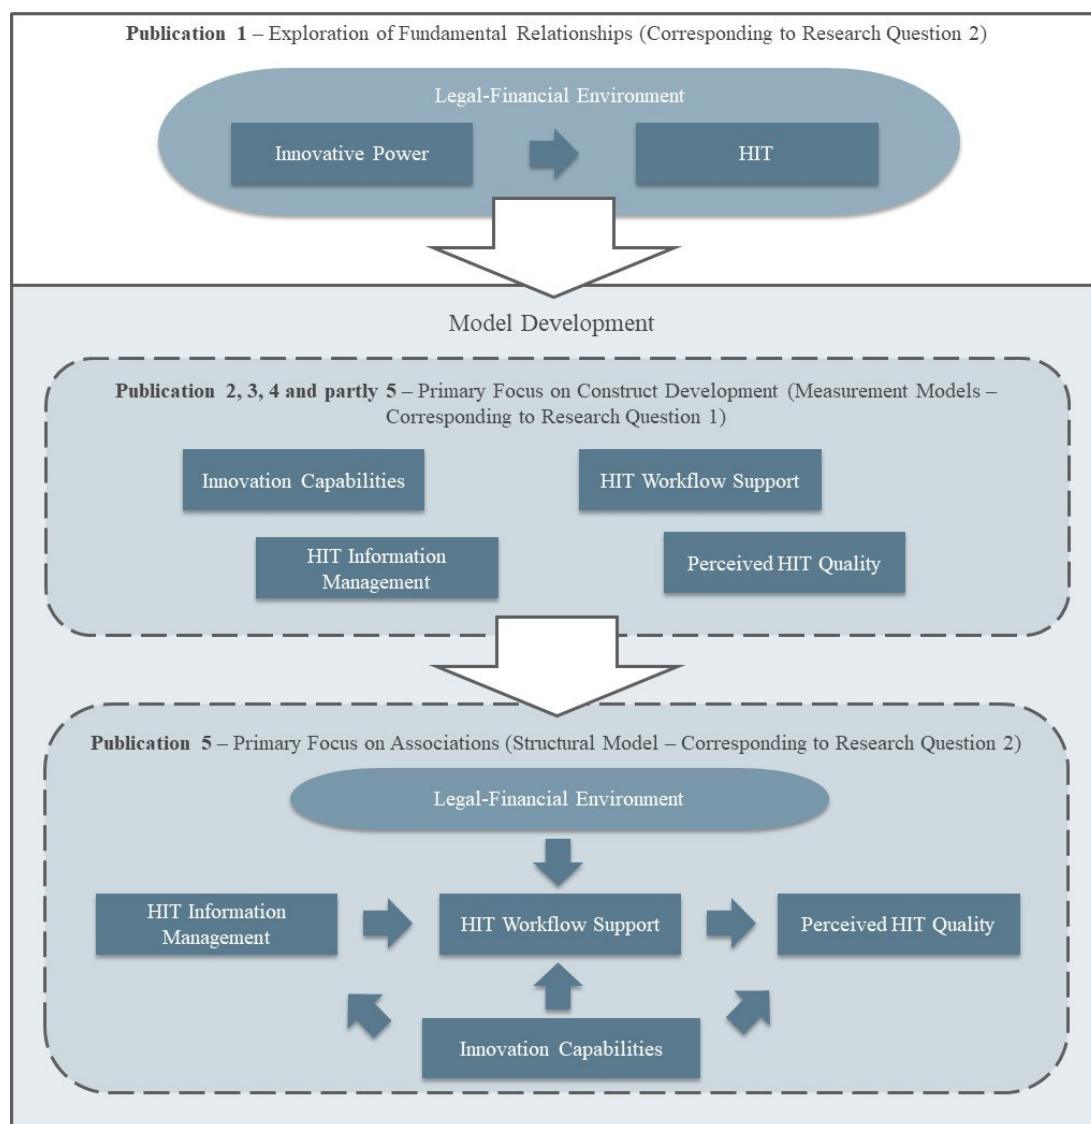 Publication 1 – Exploration of Fundamental Relationships (Corresponding to Research Question 2)
Legal-Financial Environment
Innovative Power
HIT
Model Development
Publication 2, 3, 4 and partly 5 – Primary Focus on Construct Development (Measurement Models –
Corresponding to Research Question 1)
Innovation Capabilities
HIT Workflow Support
HIT Information
Management
Perceived HIT Quality
Publication 5 – Primary Focus on Associations (Structural Model – Corresponding to Research Question 2)
Legal-Financial Environment
HIT Information
Management
HIT Workflow Support
Perceived HIT Quality
Innovation Capabilities